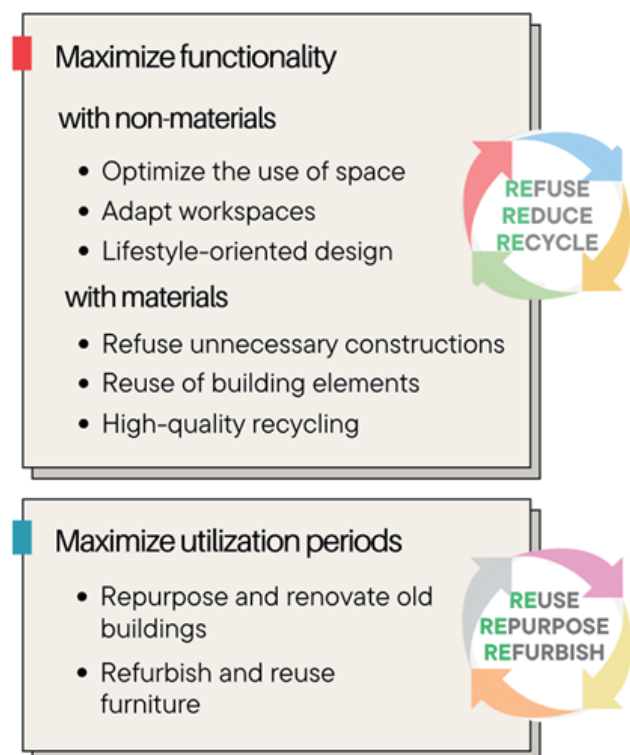 Maximize functionality
with non-materials
• Optimize the use of space
• Adapt workspaces
• Lifestyle-oriented design
with materials
• Refuse unnecessary constructions
• Reuse of building elements
• High-quality recycling
REFUSE
REDUCE
RECYCLE
Maximize utilization periods
• Repurpose and renovate old
buildings
• Refurbish and reuse
furniture
REUSE
REPURPOSE
REFURBISH